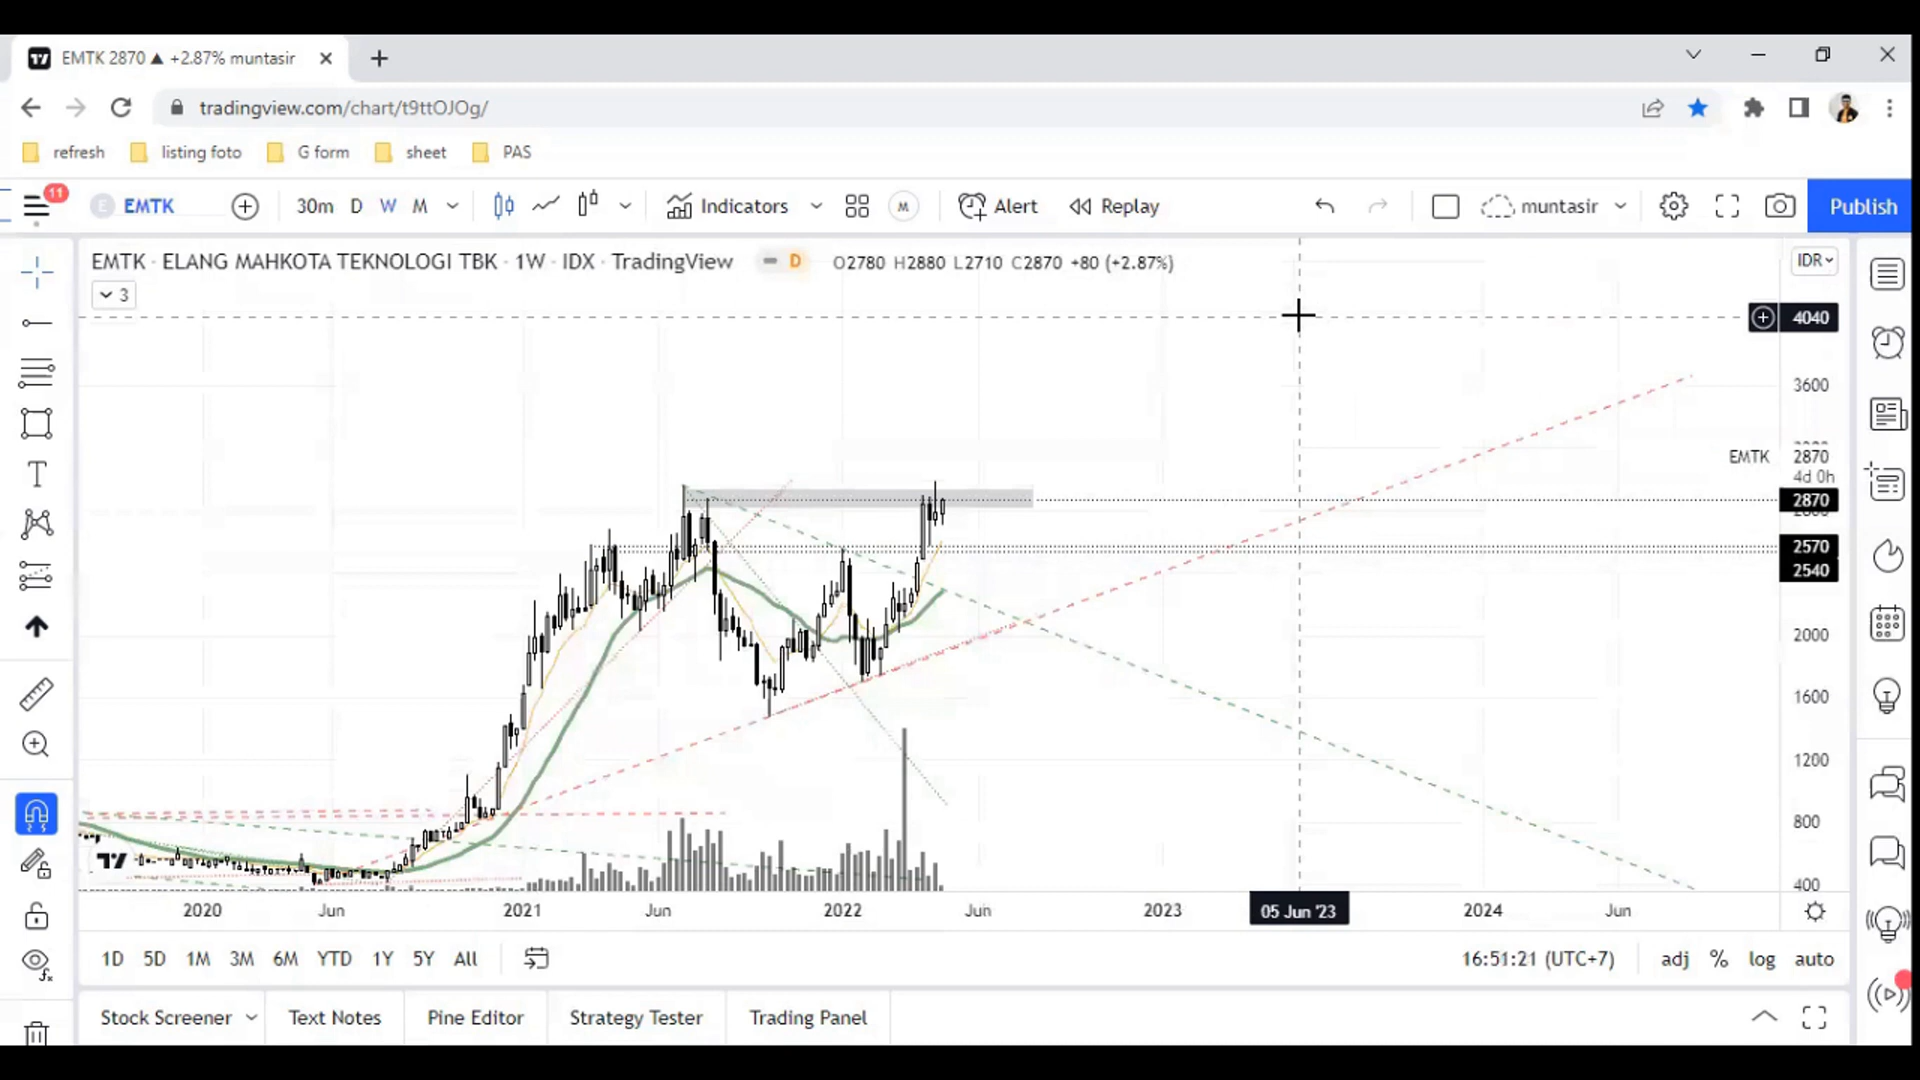 EMTK 2870 ▲ +2.87% muntasir
tradingview.com/chart/t9ttOJOg/
refresh listing foto G form sheet PAS
11
E EMTK 30m D W M Indicators M Alert Replay muntasir Publish
EMTK · ELANG MAHKOTA TEKNOLOGI TBK · 1W · IDX · TradingView D O2780 H2880 L2710 C2870 +80 (+2.87%) IDR
3
4040
3600
EMTK 2870
4d 0h
2870
2570
2540
2000
1600
1200
800
400
2020 Jun 2021 Jun 2022 Jun 2023 05 Jun '23 2024 Jun
1D 5D 1M 3M 6M YTD 1Y 5Y All 16:51:21 (UTC+7) adj % log auto
Stock Screener Text Notes Pine Editor Strategy Tester Trading Panel